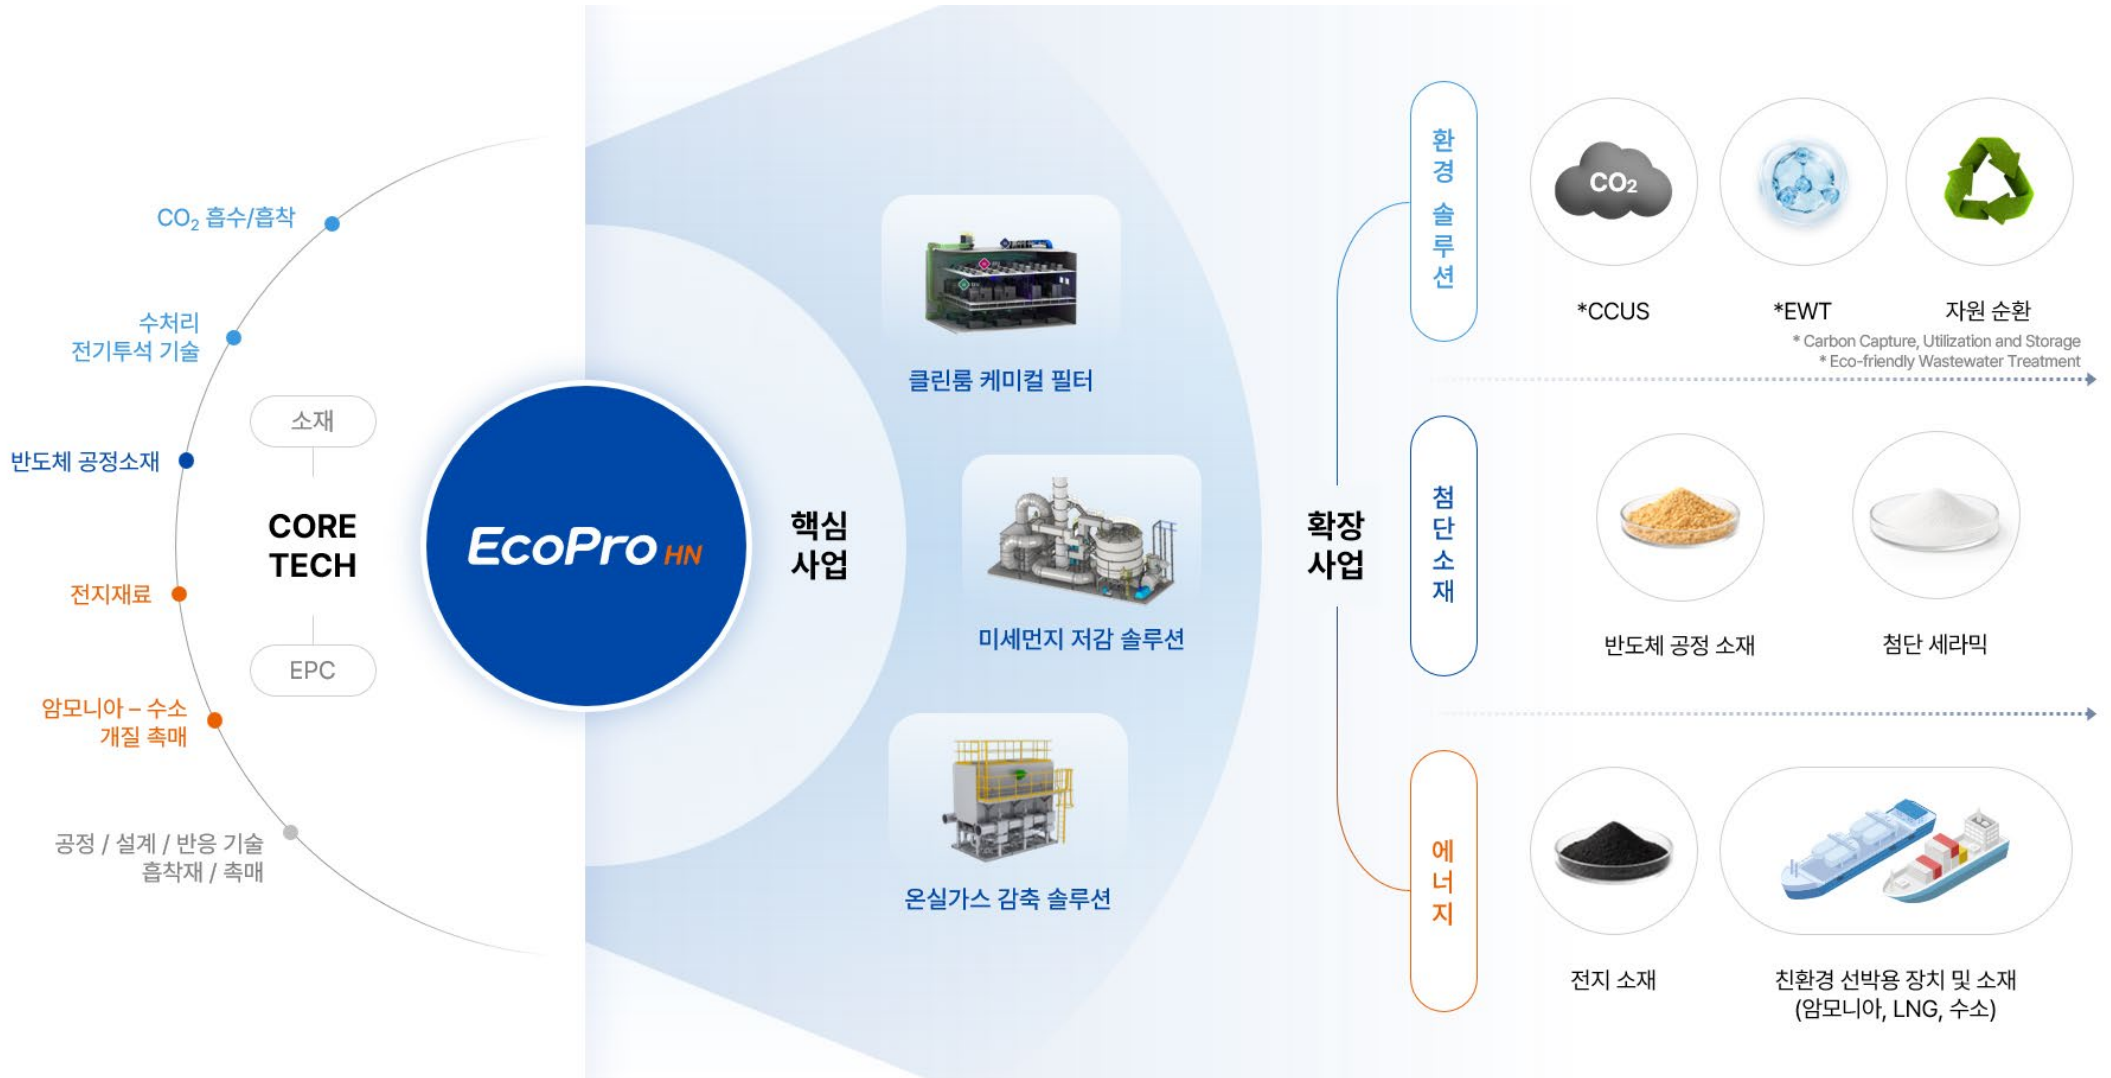 CO₂ 흡수/흡착
수처리
전기투석 기술
반도체 공정소재
전지재료
암모니아 – 수소
개질 촉매
공정 / 설계 / 반응 기술
흡착재 / 촉매
소재
CORE
TECH
EPC
EcoPro HN
핵심
사업
클린룸 케미컬 필터
미세먼지 저감 솔루션
온실가스 감축 솔루션
확장
사업
환경 솔루션
CO₂
*CCUS
*EWT
자원 순환
* Carbon Capture, Utilization and Storage
* Eco-friendly Wastewater Treatment
첨단소재
반도체 공정 소재
첨단 세라믹
에너지
전지 소재
친환경 선박용 장치 및 소재
(암모니아, LNG, 수소)